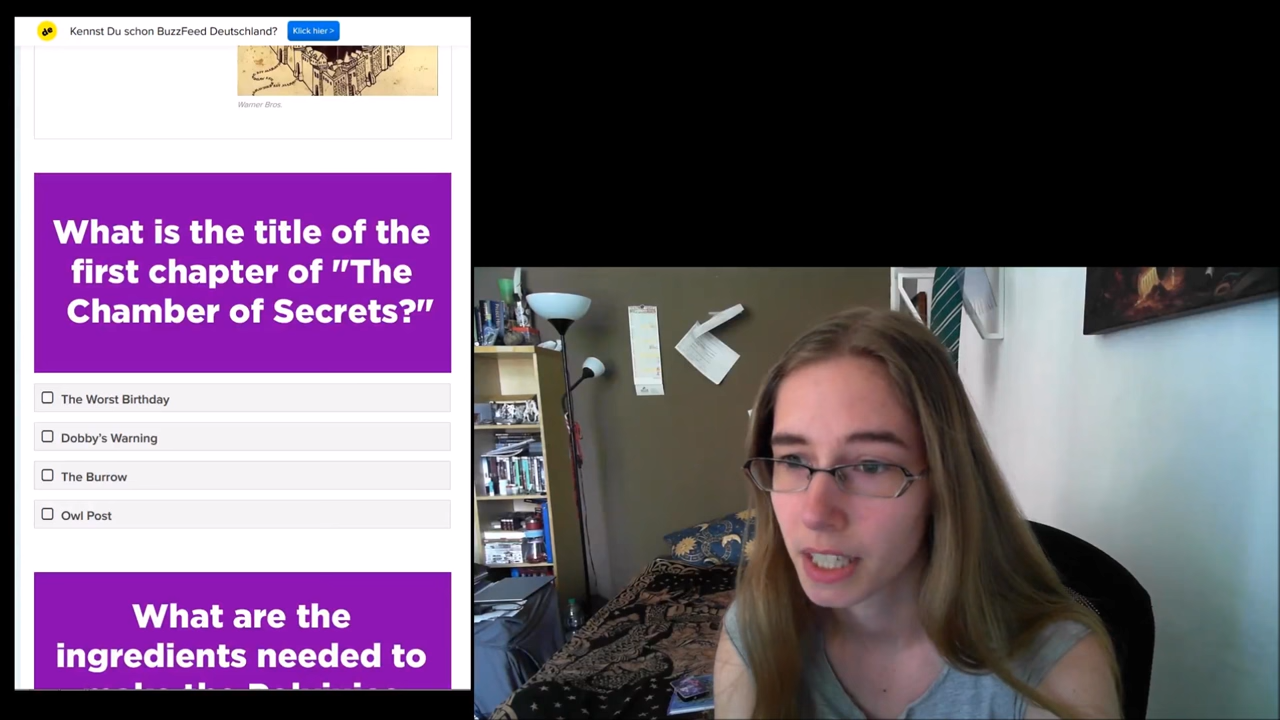 de
Kennst Du schon BuzzFeed Deutschland?
Klick hier >
Warner Bros.
What is the title of the
first chapter of "The
Chamber of Secrets?"
The Worst Birthday
Dobby's Warning
The Burrow
Owl Post
What are the
ingredients needed to